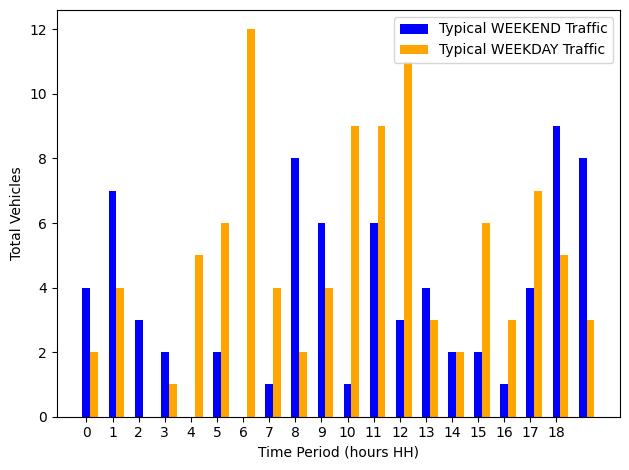 Typical WEEKEND Traffic
Typical WEEKDAY Traffic
12
10
8
6
4
2
0
Total Vehicles
0 1 2 3 4 5 6 7 8 9 10 11 12 13 14 15 16 17 18
Time Period (hours HH)